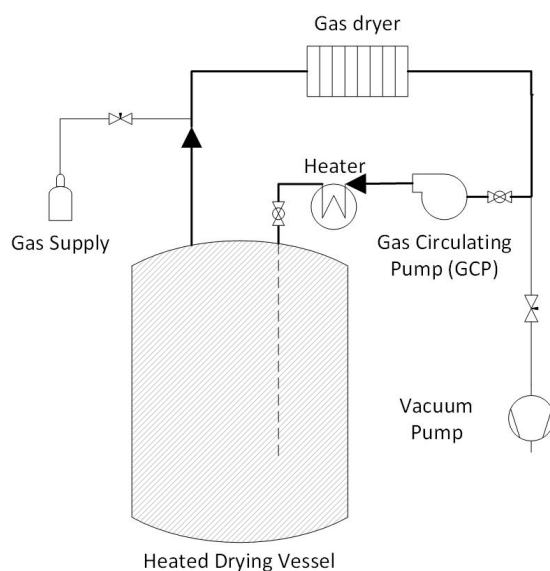 Gas dryer
Heater
Gas Supply
Gas Circulating
Pump (GCP)
Vacuum
Pump
Heated Drying Vessel